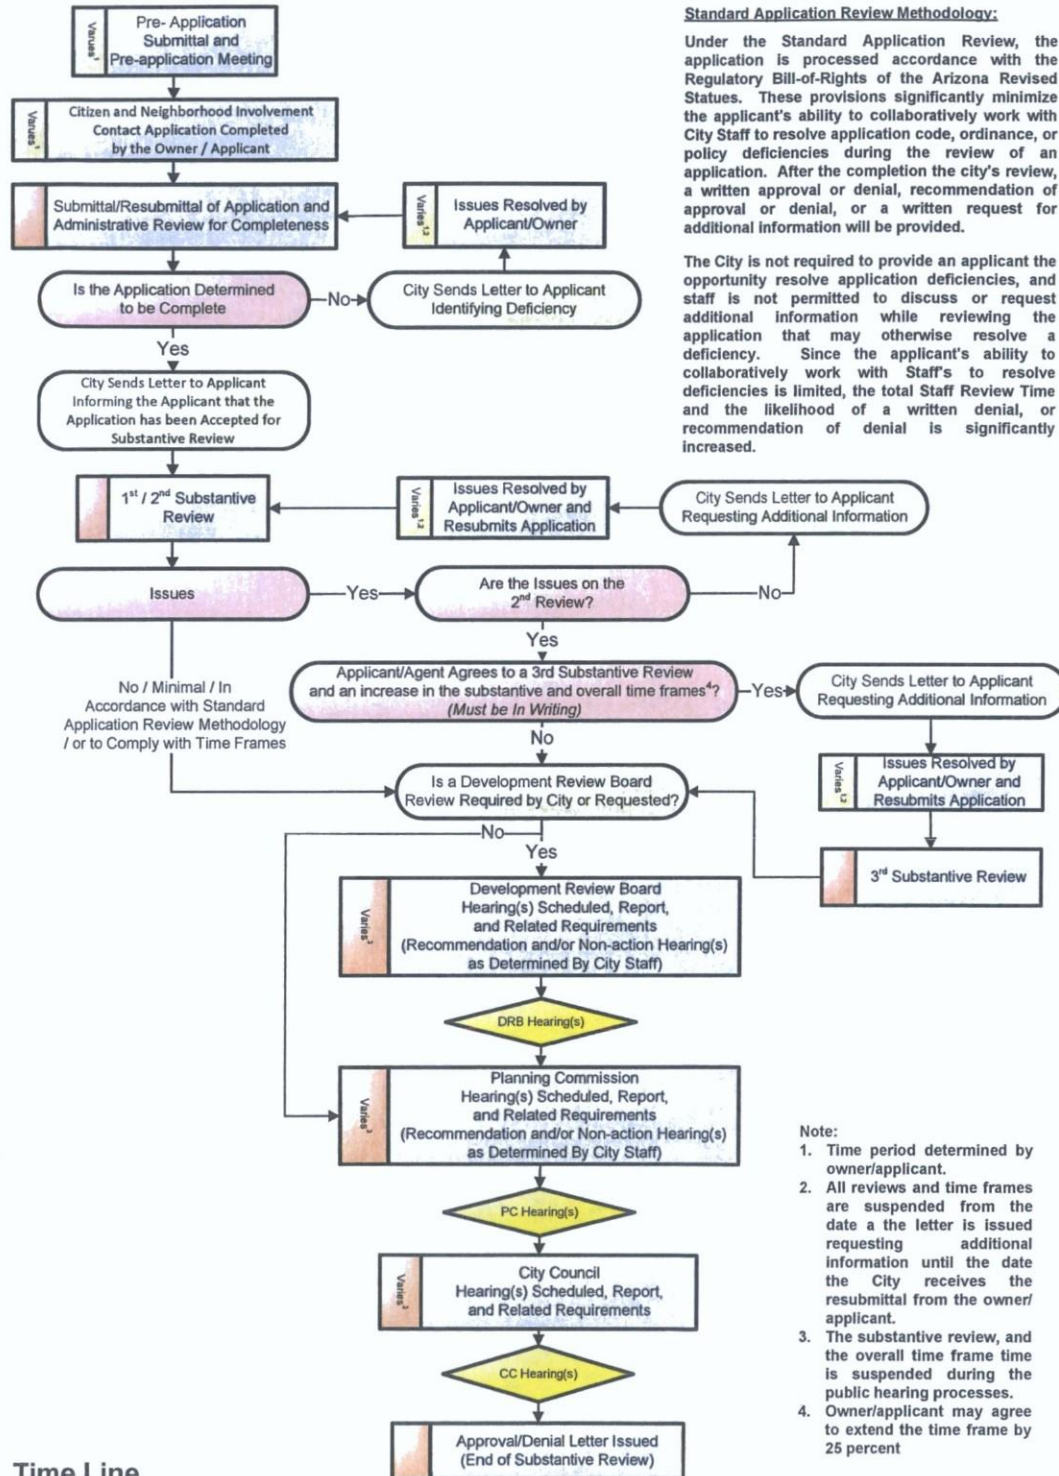 Pre- Application
Submittal and
Pre-application Meeting
Varues¹
Citizen and Neighborhood Involvement
Contact Application Completed
by the Owner / Applicant
Varues¹
Submittal/Resubmittal of Application and
Administrative Review for Completeness
Issues Resolved by
Applicant/Owner
Varies¹,²
Is the Application Determined
to be Complete
No
City Sends Letter to Applicant
Identifying Deficiency
Yes
City Sends Letter to Applicant
Informing the Applicant that the
Application has been Accepted for
Substantive Review
Standard Application Review Methodology:
Under the Standard Application Review, the
application is processed accordance with the
Regulatory Bill-of-Rights of the Arizona Revised
Statues. These provisions significantly minimize
the applicant's ability to collaboratively work with
City Staff to resolve application code, ordinance, or
policy deficiencies during the review of an
application. After the completion the city's review,
a written approval or denial, recommendation of
approval or denial, or a written request for
additional information will be provided.
The City is not required to provide an applicant the
opportunity resolve application deficiencies, and
staff is not permitted to discuss or request
additional information while reviewing the
application that may otherwise resolve a
deficiency. Since the applicant's ability to
collaboratively work with Staff's to resolve
deficiencies is limited, the total Staff Review Time
and the likelihood of a written denial, or
recommendation of denial is significantly
increased.
1st / 2nd Substantive
Review
Varies¹,²
Issues Resolved by
Applicant/Owner and
Resubmits Application
City Sends Letter to Applicant
Requesting Additional Information
Issues
Yes
Are the Issues on the
2nd Review?
No
Yes
No / Minimal / In
Accordance with Standard
Application Review Methodology
/ or to Comply with Time Frames
Applicant/Agent Agrees to a 3rd Substantive Review
and an increase in the substantive and overall time frames⁴?
(Must be In Writing)
Yes
City Sends Letter to Applicant
Requesting Additional Information
No
Varies¹,²
Issues Resolved by
Applicant/Owner and
Resubmits Application
Is a Development Review Board
Review Required by City or Requested?
3rd Substantive Review
No
Yes
Varies³
Development Review Board
Hearing(s) Scheduled, Report,
and Related Requirements
(Recommendation and/or Non-action Hearing(s)
as Determined By City Staff)
DRB Hearing(s)
Varies³
Planning Commission
Hearing(s) Scheduled, Report,
and Related Requirements
(Recommendation and/or Non-action Hearing(s)
as Determined By City Staff)
PC Hearing(s)
Varies³
City Council
Hearing(s) Scheduled, Report,
and Related Requirements
CC Hearing(s)
Approval/Denial Letter Issued
(End of Substantive Review)
Note:
1. Time period determined by
owner/applicant.
2. All reviews and time frames
are suspended from the
date a the letter is issued
requesting additional
information until the date
the City receives the
resubmittal from the owner/
applicant.
3. The substantive review, and
the overall time frame time
is suspended during the
public hearing processes.
4. Owner/applicant may agree
to extend the time frame by
25 percent
Time Line